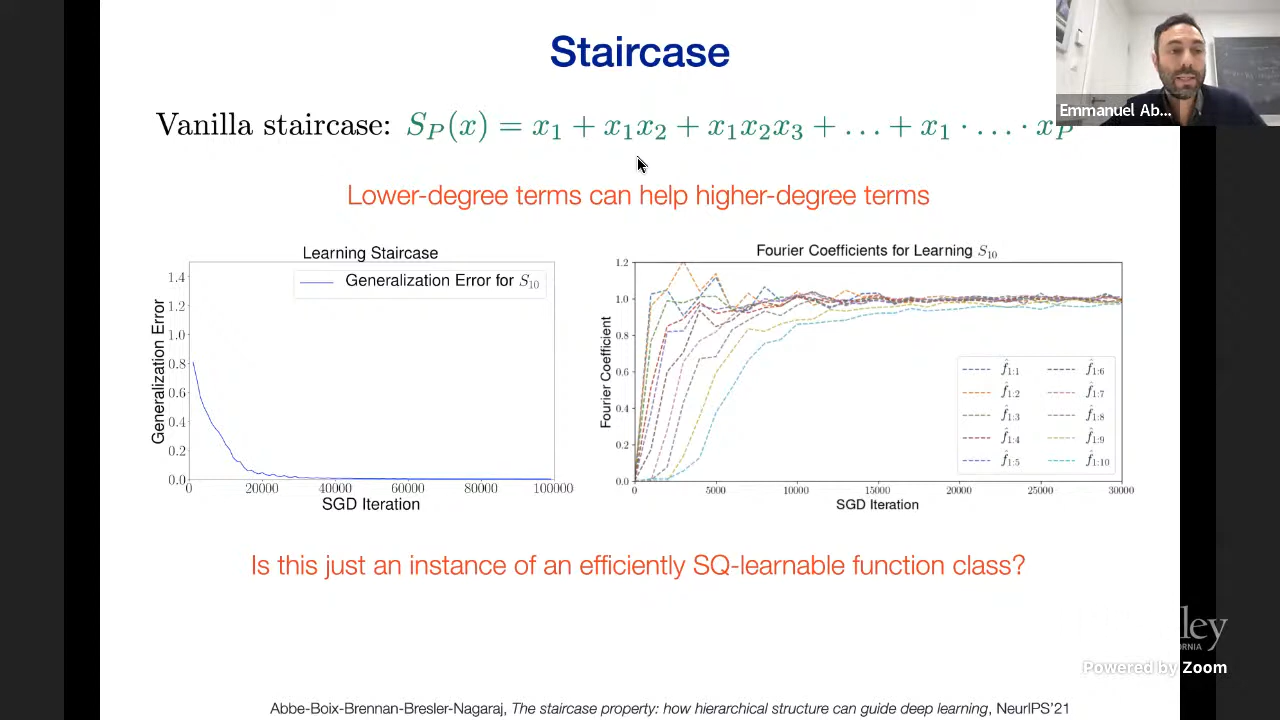 Staircase
Emmanuel Ab...
Vanilla staircase: S_P(x) = x_1 + x_1x_2 + x_1x_2x_3 + ... + x_1 · ... · x_P
Lower-degree terms can help higher-degree terms
Learning Staircase
Generalization Error for S_10
Generalization Error
1.4
1.2
1.0
0.8
0.6
0.4
0.2
0.0
0 20000 40000 60000 80000 100000
SGD Iteration
Fourier Coefficients for Learning S_10
Fourier Coefficient
1.2
1.0
0.8
0.6
0.4
0.2
0.0
f̂_1:1 f̂_1:6
f̂_1:2 f̂_1:7
f̂_1:3 f̂_1:8
f̂_1:4 f̂_1:9
f̂_1:5 f̂_1:10
0 5000 10000 15000 20000 25000 30000
SGD Iteration
Is this just an instance of an efficiently SQ-learnable function class?
ley
RNIA
Powered by Zoom
Abbe-Boix-Brennan-Bresler-Nagaraj, The staircase property: how hierarchical structure can guide deep learning, NeurIPS'21